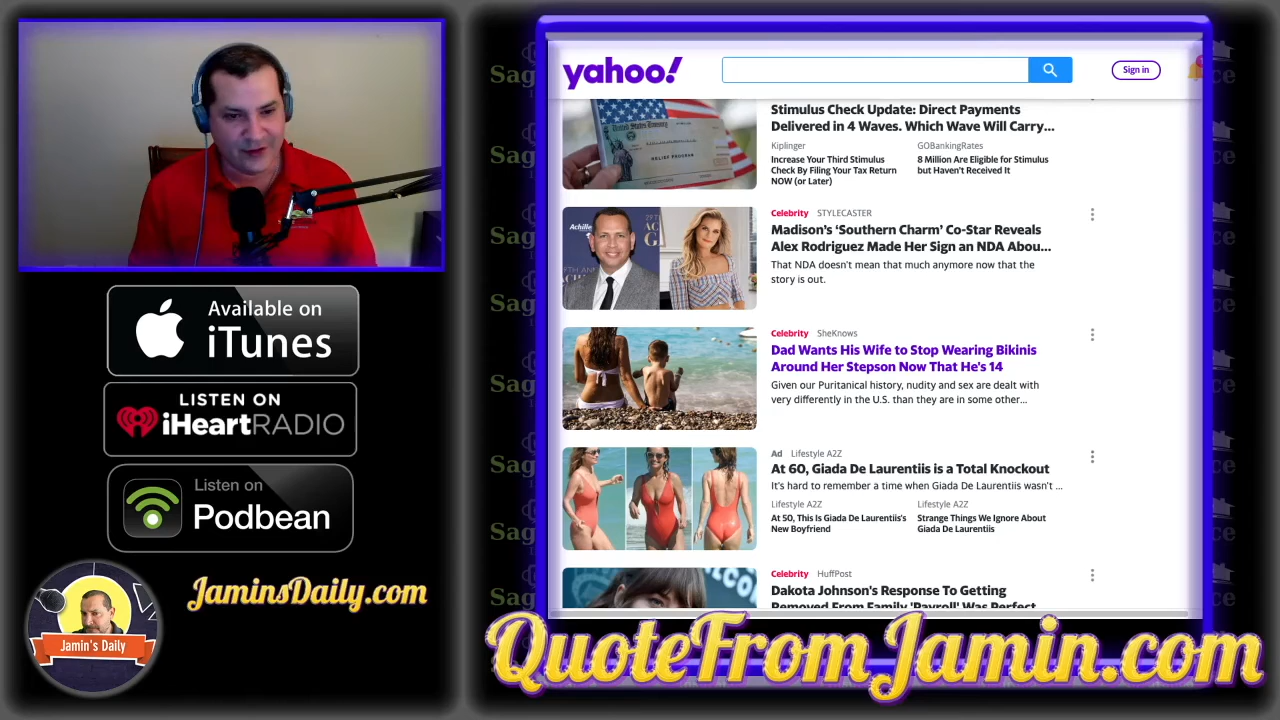 Available on
iTunes
LISTEN ON
iHeartRADIO
Listen on
Podbean
JaminsDaily.com
Jamin's Daily
yahoo!
Sign in
Stimulus Check Update: Direct Payments
Delivered in 4 Waves. Which Wave Will Carry...
Kiplinger
Increase Your Third Stimulus
Check By Filing Your Tax Return
NOW (or Later)
GOBankingRates
8 Million Are Eligible for Stimulus
but Haven't Received It
RELIEF PROGRAM
Celebrity STYLECASTER
Madison's ‘Southern Charm’ Co-Star Reveals
Alex Rodriguez Made Her Sign an NDA Abou...
That NDA doesn't mean that much anymore now that the
story is out.
Celebrity SheKnows
Dad Wants His Wife to Stop Wearing Bikinis
Around Her Stepson Now That He's 14
Given our Puritanical history, nudity and sex are dealt with
very differently in the U.S. than they are in some other...
Ad Lifestyle A2Z
At 60, Giada De Laurentiis is a Total Knockout
It's hard to remember a time when Giada De Laurentiis wasn't ...
Lifestyle A2Z
At 50, This Is Giada De Laurentiis's
New Boyfriend
Lifestyle A2Z
Strange Things We Ignore About
Giada De Laurentiis
Celebrity HuffPost
Dakota Johnson's Response To Getting
Removed From Family 'Payroll' Was Perfect
QuoteFromJamin.com